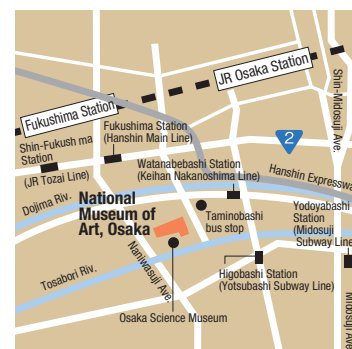 JR Osaka Station
Shin-Midosuji Ave.
Fukushima Station
Fukushima Station
(Hanshin Main Line)
Shin-Fukush ma
Station
(JR Tozai Line)
2
Watanabebashi Station
(Keihan Nakanoshima Line)
Hanshin Expressw
Dojima Riv.
National
Museum of
Art, Osaka
Taminobashi
bus stop
Yodoyabashi
Station
(Midosuji
Subway Line
Tosabori Riv.
Naniwasuji Ave.
Higobashi Station
(Yotsubashi Subway Line)
Osaka Science Museum
Midosuji Ave